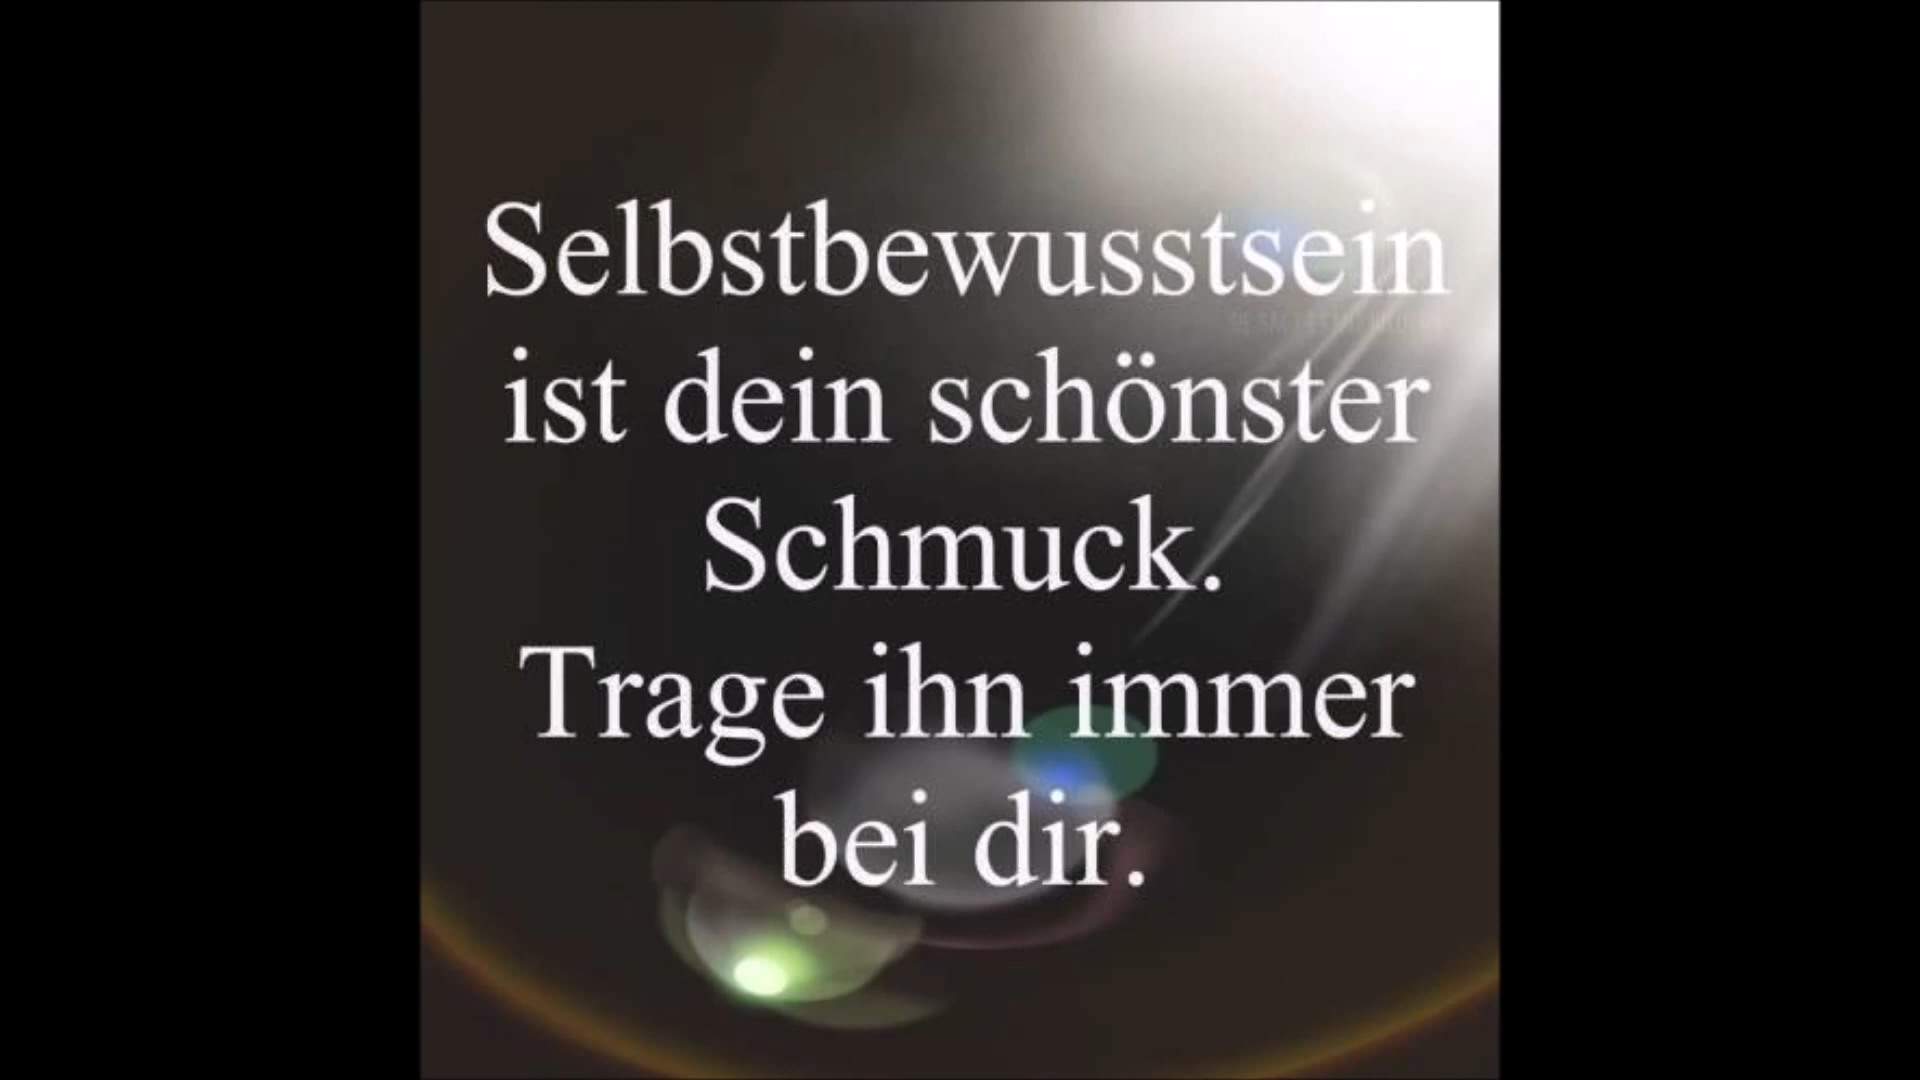 Selbstbewusstsein
ist dein schönster
Schmuck.
Trage ihn immer
bei dir.